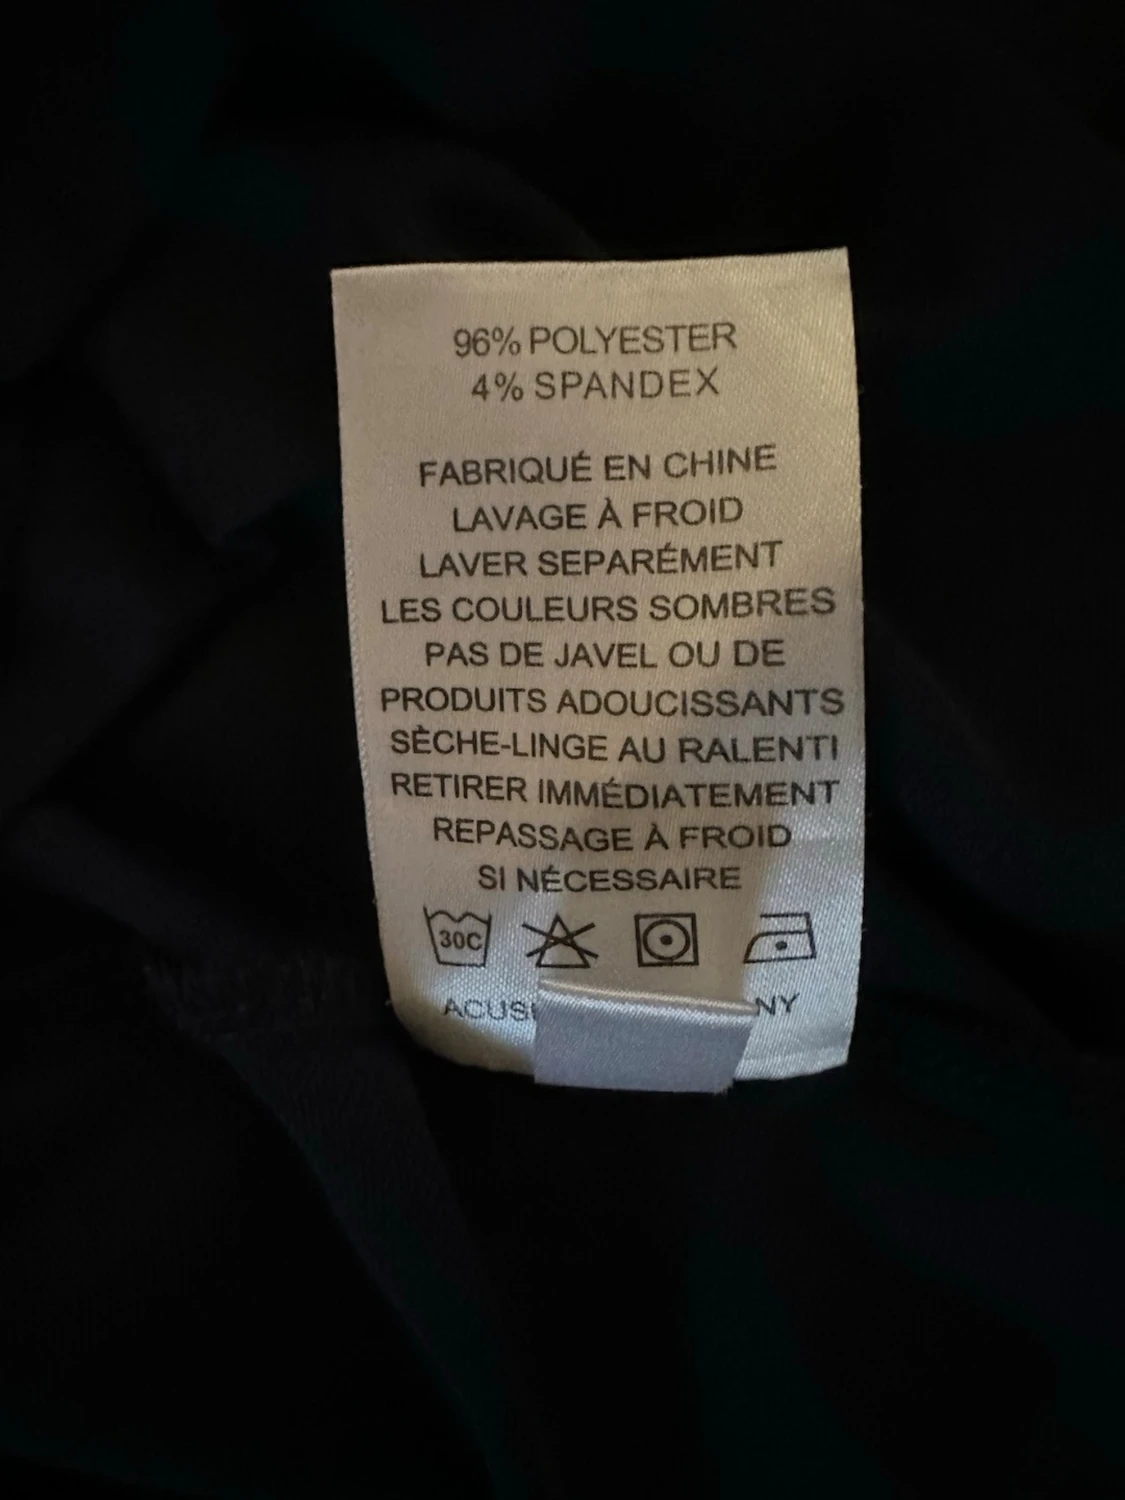 96% POLYESTER
4% SPANDEX
FABRIQUÉ EN CHINE
LAVAGE À FROID
LAVER SEPARÉMENT
LES COULEURS SOMBRES
PAS DE JAVEL OU DE
PRODUITS ADOUCISSANTS
SÈCHE-LINGE AU RALENTI
RETIRER IMMÉDIATEMENT
REPASSAGE À FROID
SI NÉCESSAIRE
30C